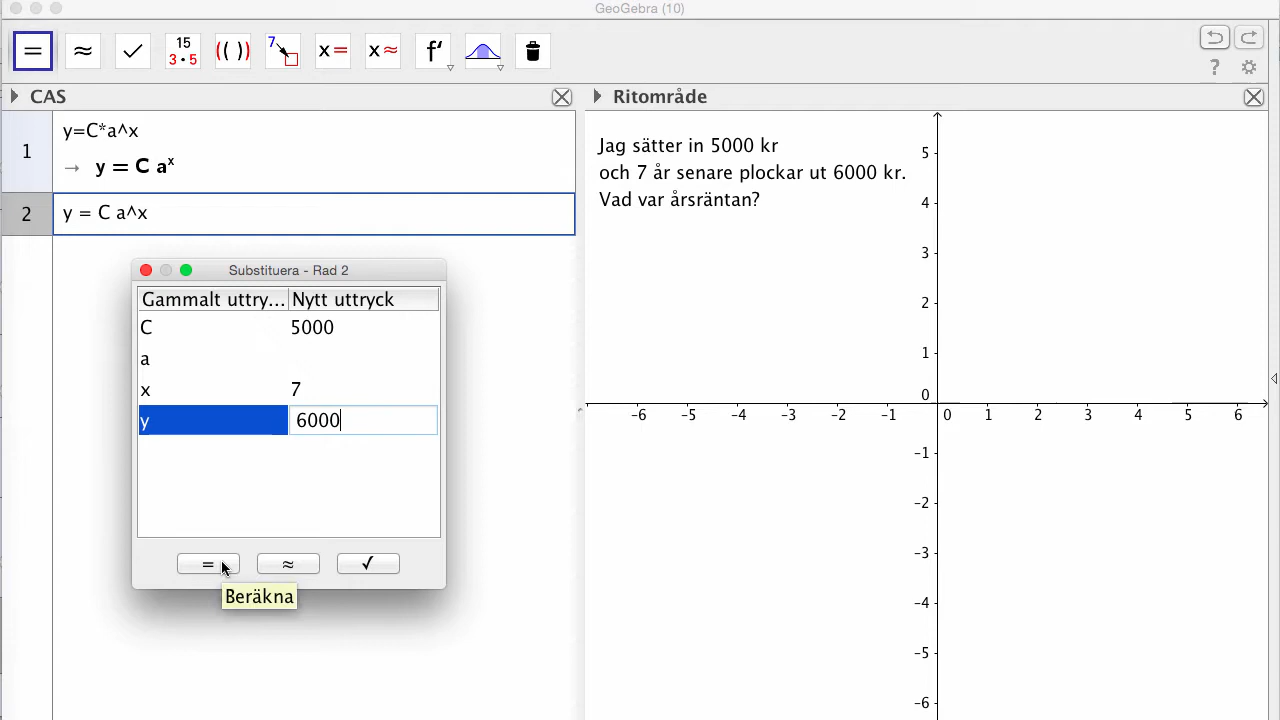 GeoGebra (10)
= ≈ ✓ 15 3·5 (( )) 7 x= x≈ f' ?
CAS
Ritområde
1
y=C*a^x
→ y = C aˣ
2
y = C a^x
Substituera - Rad 2
Gammalt uttry... Nytt uttryck
C 5000
a
x 7
y 6000
= ≈ ✓
Beräkna
Jag sätter in 5000 kr
och 7 år senare plockar ut 6000 kr.
Vad var årsräntan?
5
4
3
2
1
0
-6 -5 -4 -3 -2 -1 0 1 2 3 4 5 6
-1
-2
-3
-4
-5
-6